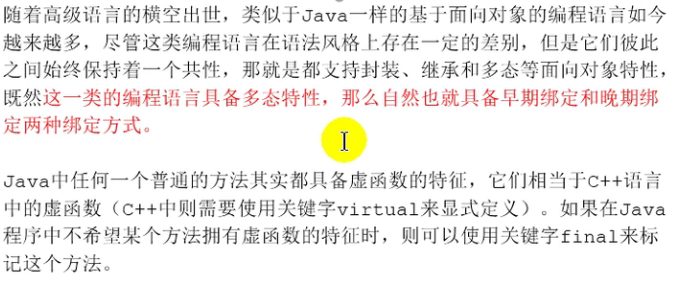 随着高级语言的横空出世，类似于Java一样的基于面向对象的编程语言如今
越来越多，尽管这类编程语言在语法风格上存在一定的差别，但是它们彼此
之间始终保持着一个共性，那就是都支持封装、继承和多态等面向对象特性，
既然这一类的编程语言具备多态特性，那么自然也就具备早期绑定和晚期绑
定两种绑定方式。
Java中任何一个普通的方法其实都具备虚函数的特征，它们相当于C++语言
中的虚函数（C++中则需要使用关键字virtual来显式定义）。如果在Java
程序中不希望某个方法拥有虚函数的特征时，则可以使用关键字final来标
记这个方法。